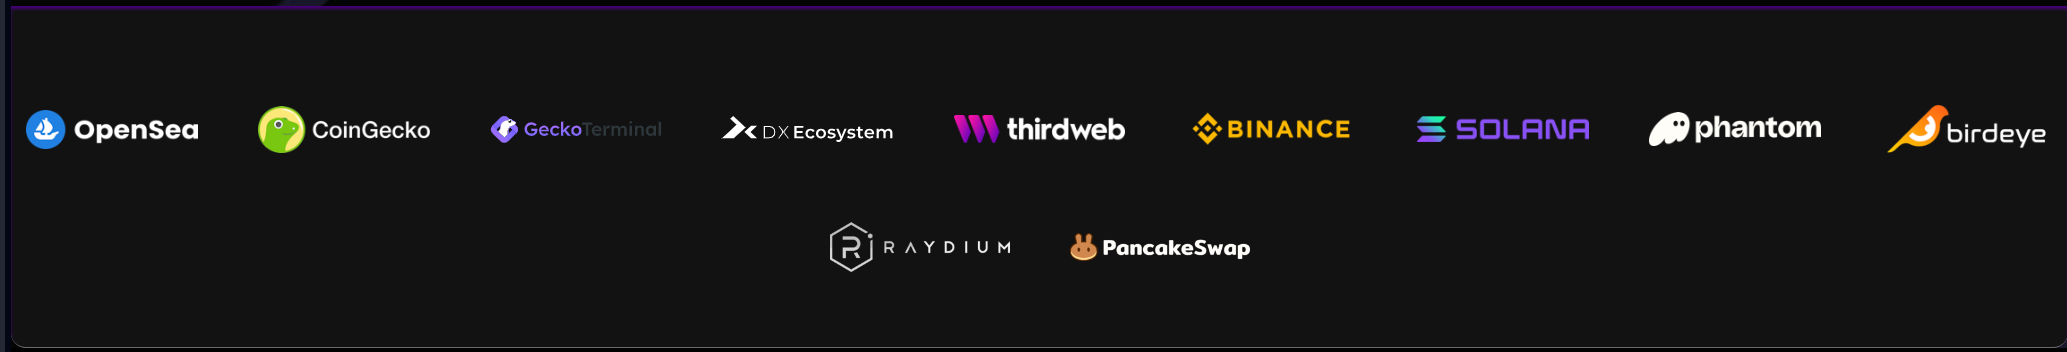 OpenSea CoinGecko GeckoTerminal DX Ecosystem thirdweb BINANCE SOLANA phantom birdeye
RAYDIUM PancakeSwap